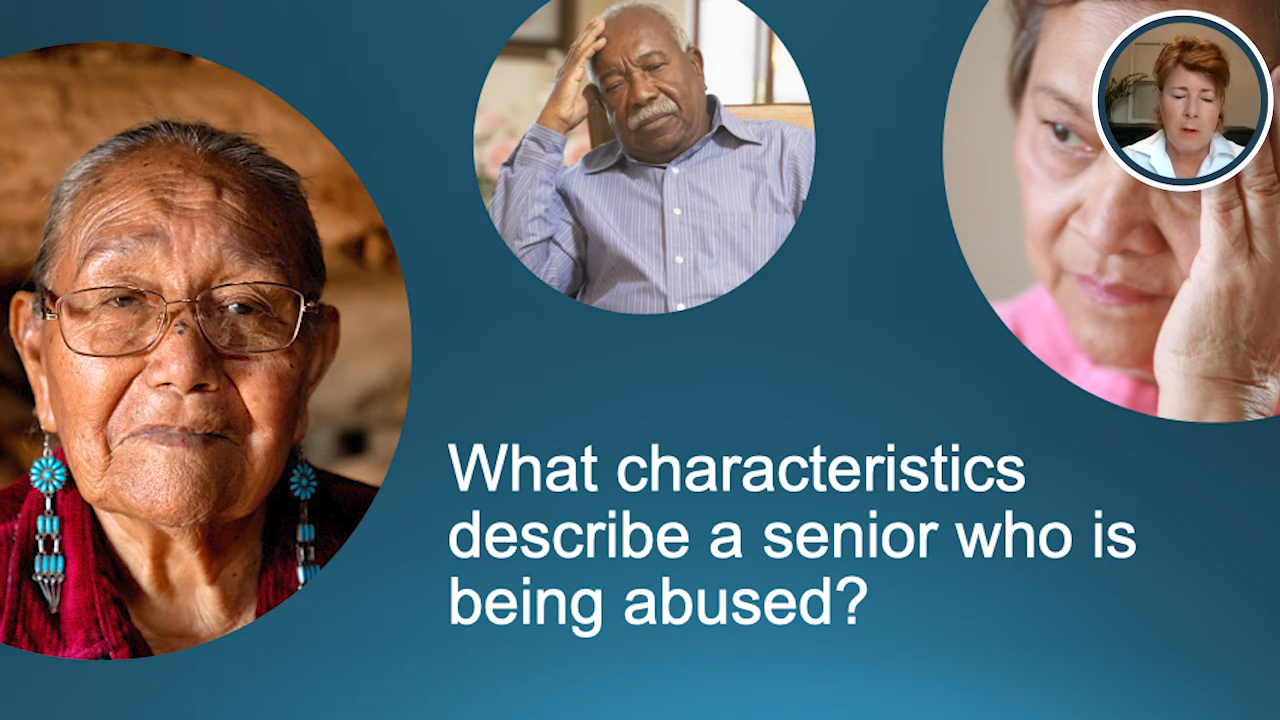 What characteristics
describe a senior who is
being abused?